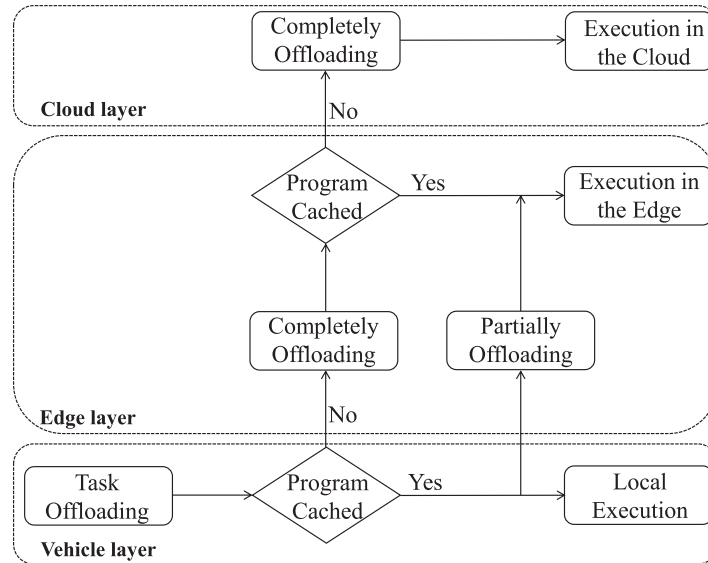 Completely
Offloading
Execution in
the Cloud
Cloud layer
No
Program
Cached
Yes
Execution in
the Edge
Completely
Offloading
Partially
Offloading
Edge layer
No
Task
Offloading
Program
Cached
Yes
Local
Execution
Vehicle layer